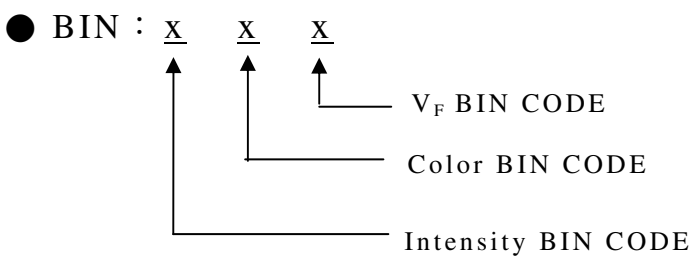 ● BIN：x x x
V_F BIN CODE
Color BIN CODE
Intensity BIN CODE